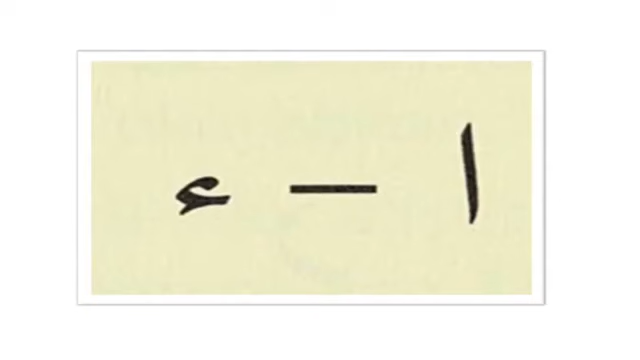 ا — ء